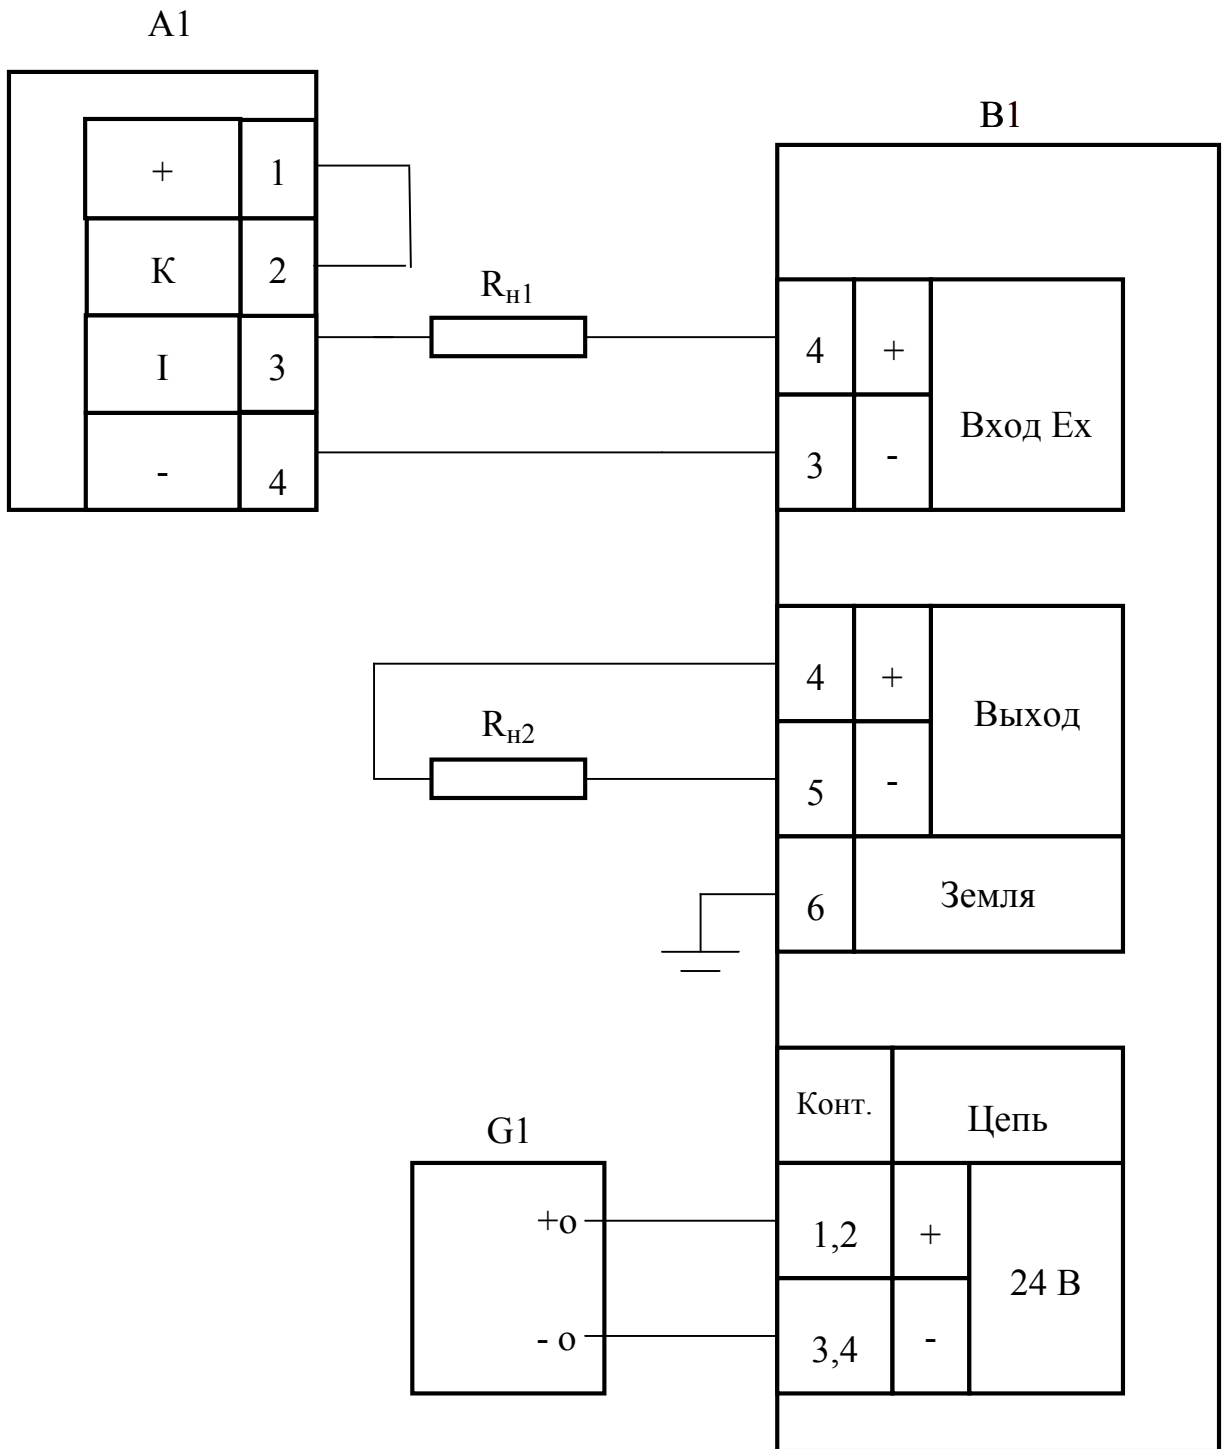 A1
+ 1
К 2
I 3
- 4
Rн1
B1
4 +
Вход Ex
3 -
4 +
Выход
Rн2
5 -
6 Земля
Конт. Цепь
G1
+o
1,2 +
24 В
- o
3,4 -